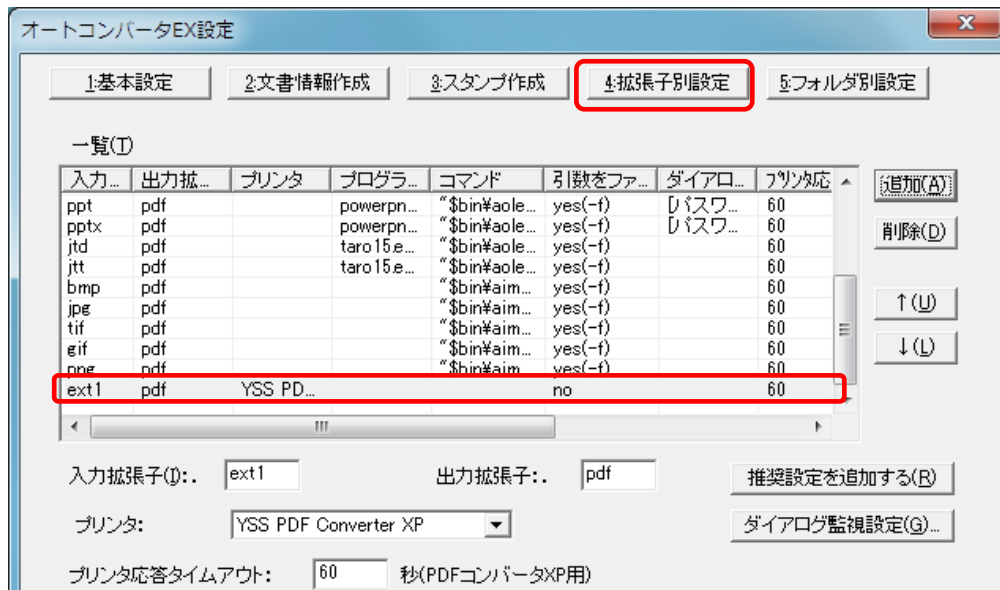 オートコンバータEX設定
1:基本設定 2:文書情報作成 3:スタンプ作成 4:拡張子別設定 5:フォルダ別設定
一覧(T)
入力... 出力拡... プリンタ プログラ... コマンド 引数をファ... ダイアロ... プリンタ応 追加(A)
ppt pdf powerpn... "$bin¥aole... yes(-f) [パスワ... 60
pptx pdf powerpn... "$bin¥aole... yes(-f) [パスワ... 60 削除(D)
jtd pdf taro15.e... "$bin¥aole... yes(-f) 60
jtt pdf taro15.e... "$bin¥aole... yes(-f) 60
bmp pdf "$bin¥aim... yes(-f) 60
jpg pdf "$bin¥aim... yes(-f) 60 ↑(U)
tif pdf "$bin¥aim... yes(-f) 60
gif pdf "$bin¥aim... yes(-f) 60 ↓(L)
png pdf "$bin¥aim... yes(-f) 60
ext1 pdf YSS PD... no 60
入力拡張子(I):. ext1 出力拡張子:. pdf 推奨設定を追加する(R)
プリンタ: YSS PDF Converter XP ダイアログ監視設定(G)...
プリンタ応答タイムアウト: 60 秒(PDFコンバータXP用)